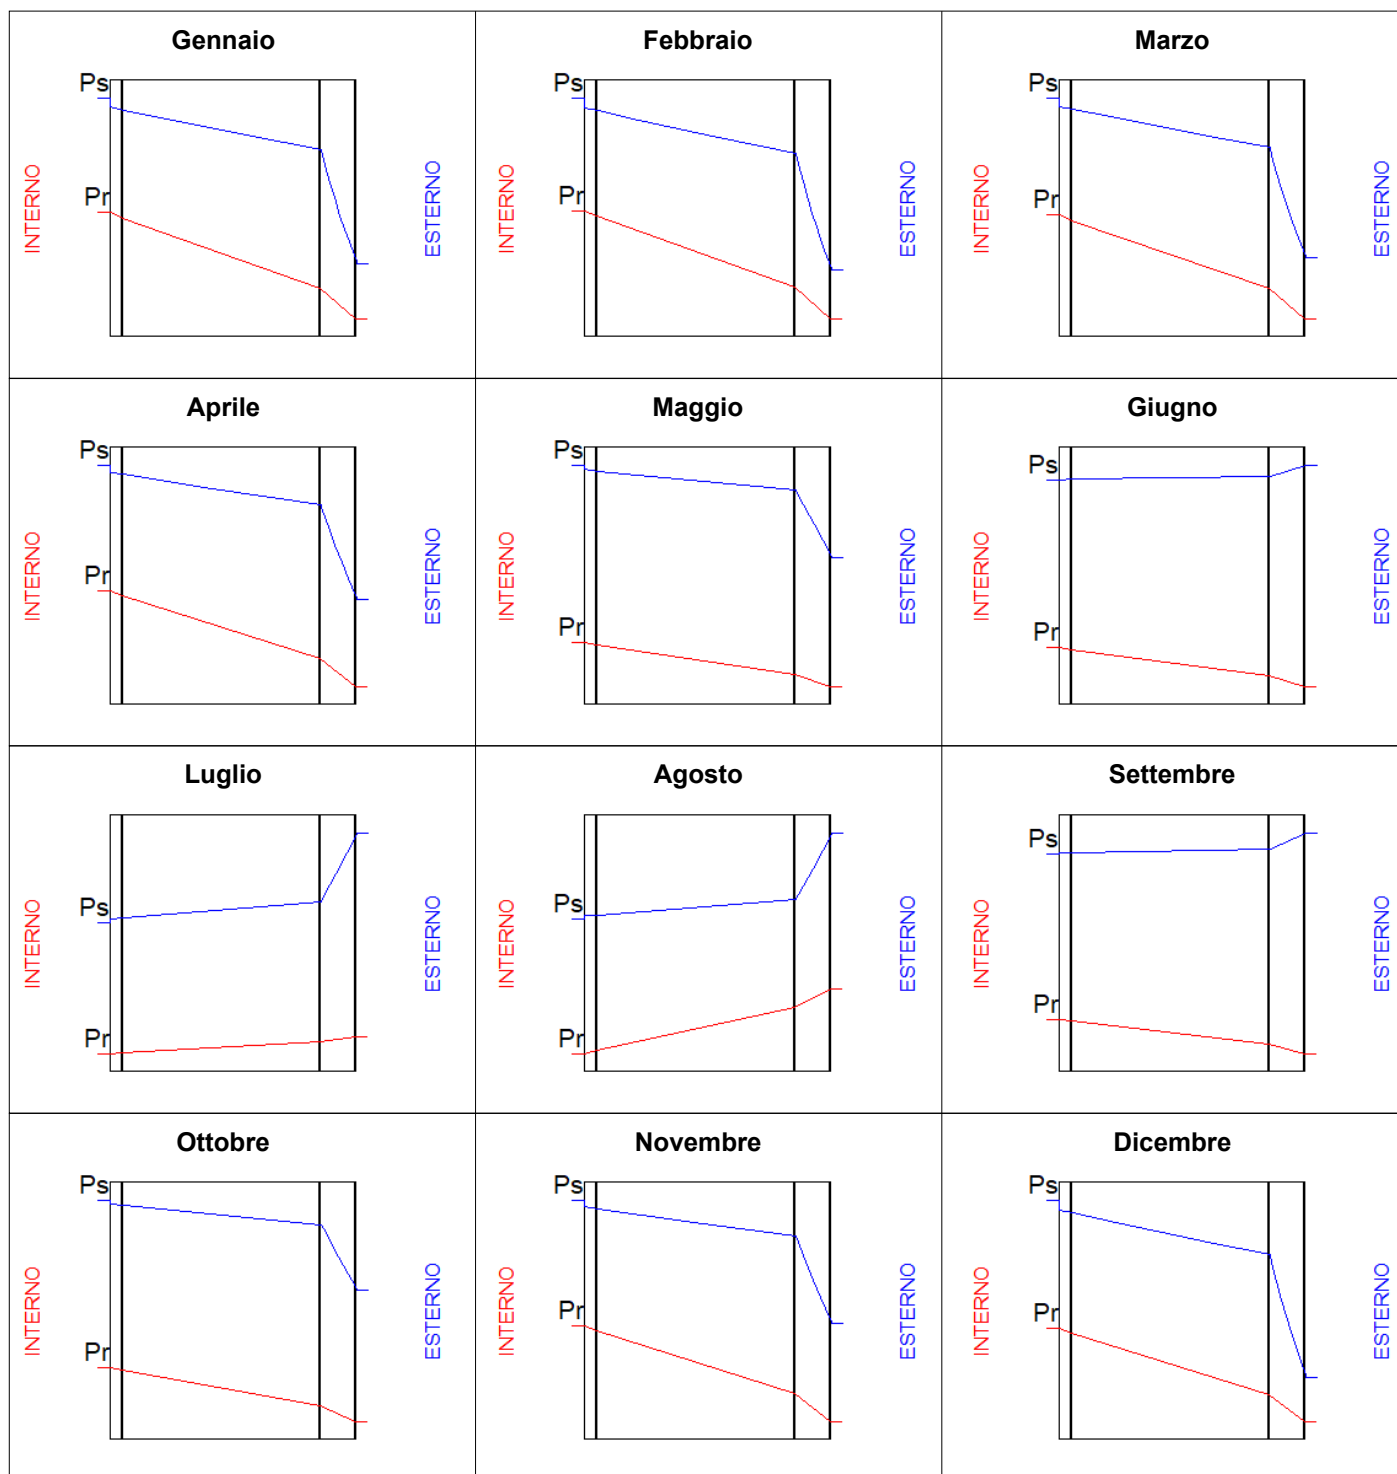 Gennaio
Ps
Pr
INTERNO
ESTERNO
Febbraio
Ps
Pr
INTERNO
ESTERNO
Marzo
Ps
Pr
INTERNO
ESTERNO
Aprile
Ps
Pr
INTERNO
ESTERNO
Maggio
Ps
Pr
INTERNO
ESTERNO
Giugno
Ps
Pr
INTERNO
ESTERNO
Luglio
Ps
Pr
INTERNO
ESTERNO
Agosto
Ps
Pr
INTERNO
ESTERNO
Settembre
Ps
Pr
INTERNO
ESTERNO
Ottobre
Ps
Pr
INTERNO
ESTERNO
Novembre
Ps
Pr
INTERNO
ESTERNO
Dicembre
Ps
Pr
INTERNO
ESTERNO